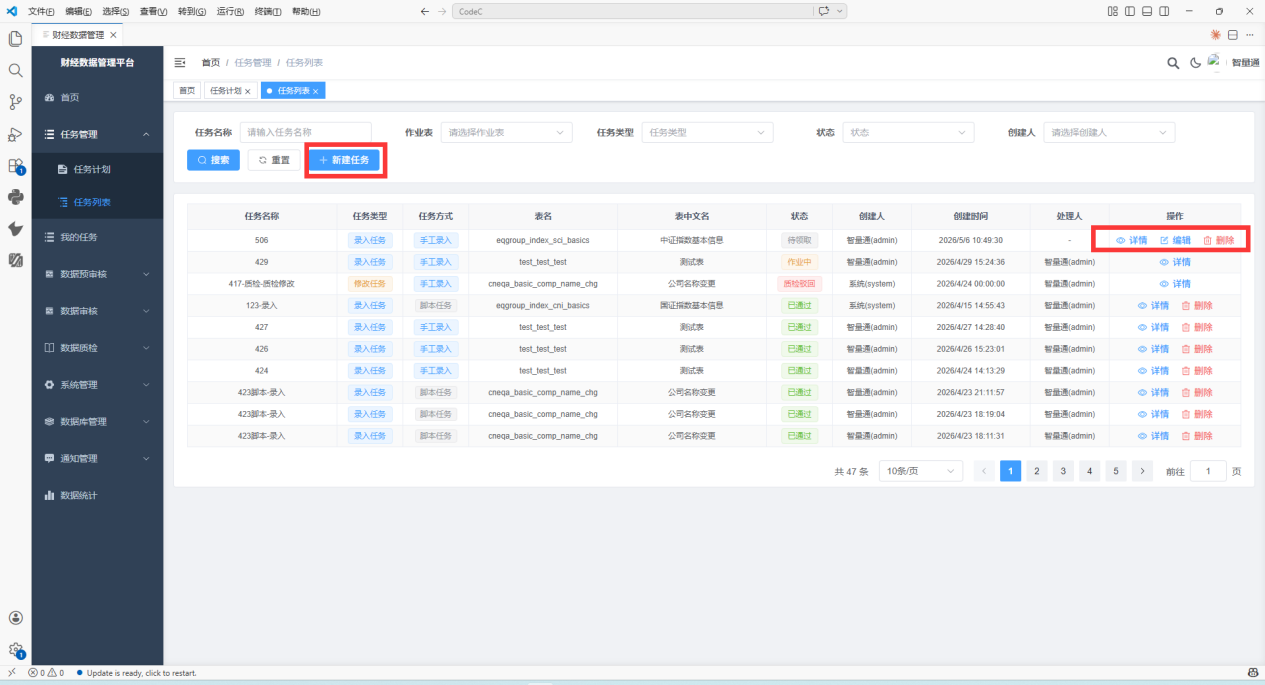 文件(F) 编辑(E) 选择(S) 查看(V) 转到(G) 运行(R) 终端(T) 帮助(H) CodeC
财经数据管理
财经数据管理平台
首页
任务管理
任务计划
任务列表
我的任务
数据预审核
数据审核
数据质检
系统管理
数据库管理
通知管理
数据统计
首页 / 任务管理 / 任务列表 智量通
首页 任务计划 任务列表
任务名称 请输入任务名称 作业表 请选择作业表 任务类型 任务类型 状态 状态 创建人 请选择创建人
搜索 重置 新建任务
任务名称 任务类型 任务方式 表名 表中文名 状态 创建人 创建时间 处理人 操作
506 录入任务 手工录入 eqgroup_index_sci_basics 中证指数基本信息 待领取 智量通(admin) 2026/5/6 10:49:30 - 详情 编辑 删除
429 录入任务 手工录入 test_test_test 测试表 作业中 智量通(admin) 2026/4/29 15:24:36 智量通(admin) 详情
417-质检-质检修改 修改任务 手工录入 cneqa_basic_comp_name_chg 公司名称变更 质检驳回 系统(system) 2026/4/24 00:00:00 智量通(admin) 详情
123-录入 录入任务 脚本任务 eqgroup_index_cni_basics 国证指数基本信息 已通过 系统(system) 2026/4/15 14:55:43 智量通(admin) 详情 删除
427 录入任务 手工录入 test_test_test 测试表 已通过 智量通(admin) 2026/4/27 14:28:40 智量通(admin) 详情 删除
426 录入任务 手工录入 test_test_test 测试表 已通过 智量通(admin) 2026/4/26 15:23:01 智量通(admin) 详情 删除
424 录入任务 手工录入 test_test_test 测试表 已通过 智量通(admin) 2026/4/24 14:13:29 智量通(admin) 详情 删除
423脚本-录入 录入任务 脚本任务 cneqa_basic_comp_name_chg 公司名称变更 已通过 智量通(admin) 2026/4/23 21:11:57 智量通(admin) 详情 删除
423脚本-录入 录入任务 脚本任务 cneqa_basic_comp_name_chg 公司名称变更 已通过 智量通(admin) 2026/4/23 18:19:04 智量通(admin) 详情 删除
423脚本-录入 录入任务 脚本任务 cneqa_basic_comp_name_chg 公司名称变更 已通过 智量通(admin) 2026/4/23 18:11:31 智量通(admin) 详情 删除
共 47 条 10条/页 1 2 3 4 5 前往 1 页
1
1
0 0 Update is ready, click to restart.